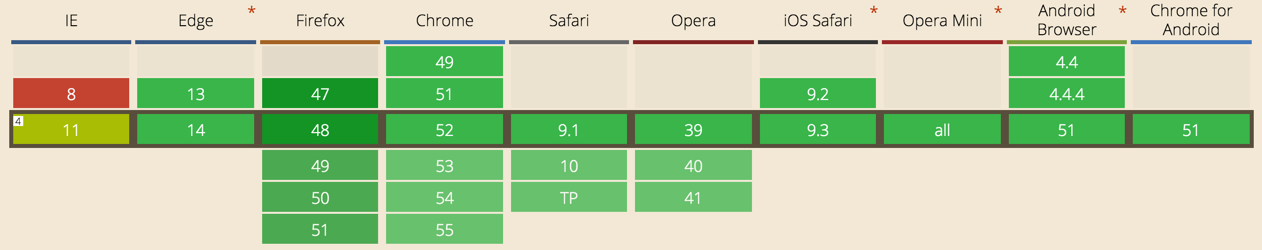 IE Edge * Firefox Chrome Safari Opera iOS Safari * Opera Mini * Android Browser * Chrome for Android
49 4.4
8 13 47 51 9.2 4.4.4
4 11 14 48 52 9.1 39 9.3 all 51 51
49 53 10 40
50 54 TP 41
51 55